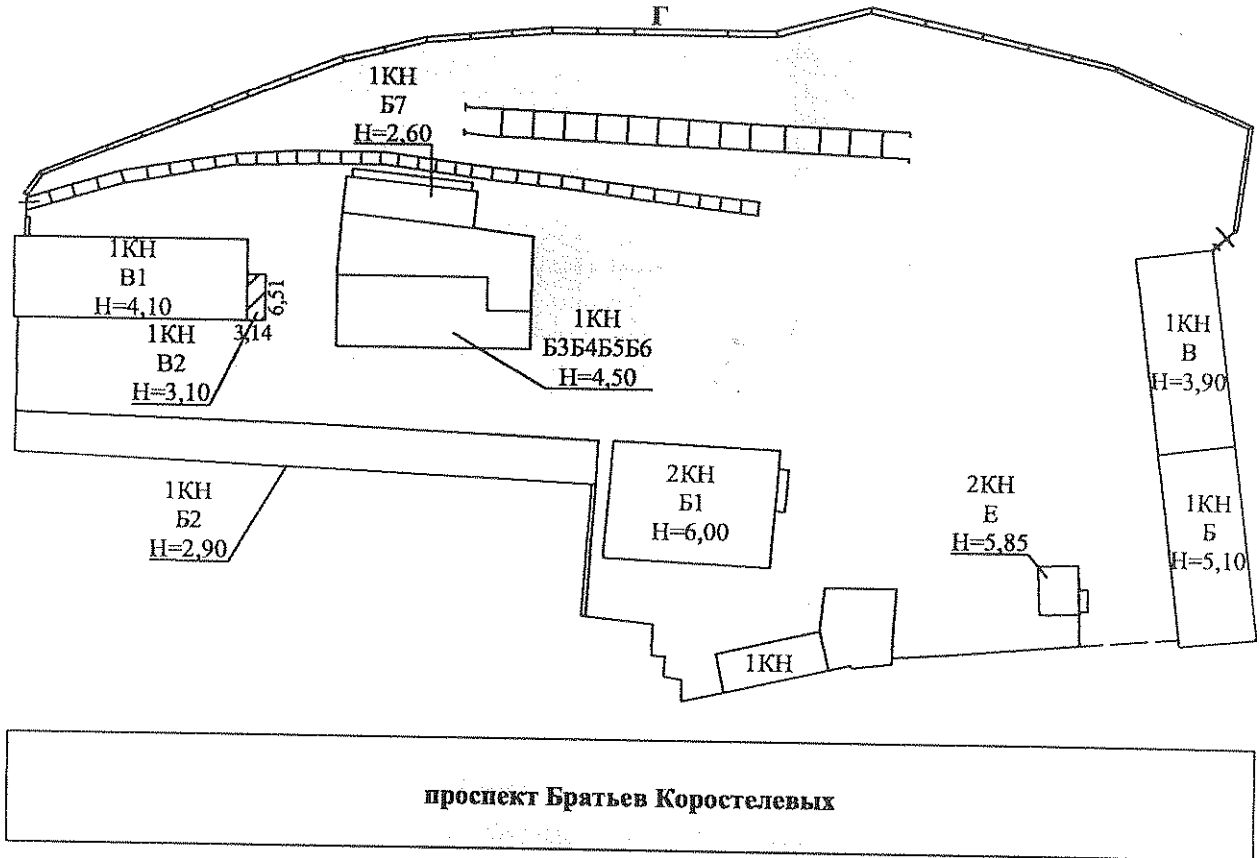 Г
1КН
Б7
Н=2,60
1КН
В1
Н=4,10
6,51
3,14
1КН
В2
Н=3,10
1КН
Б3Б4Б5Б6
Н=4,50
1КН
В
Н=3,90
1КН
Б2
Н=2,90
2КН
Б1
Н=6,00
2КН
Е
Н=5,85
1КН
Б
Н=5,10
1КН
проспект Братьев Коростелевых